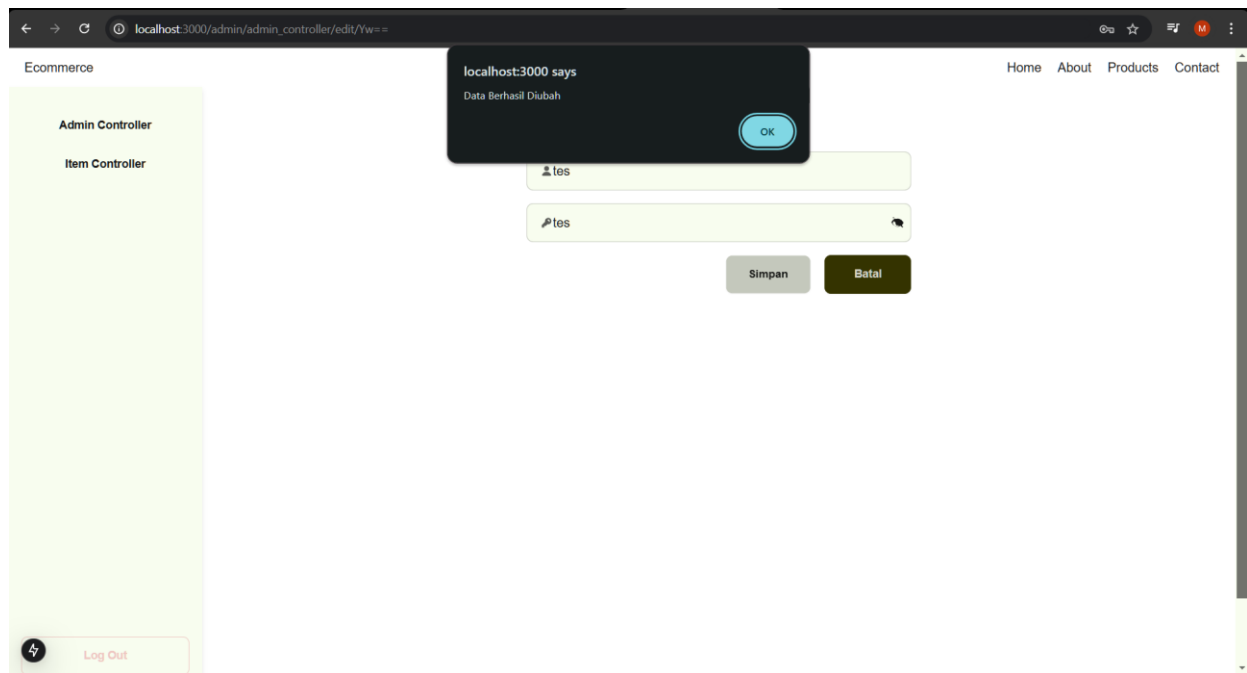 localhost:3000/admin/admin_controller/edit/Yw==
M
Ecommerce
Home About Products Contact
localhost:3000 says
Data Berhasil Diubah
OK
Admin Controller
Item Controller
tes
tes
Simpan Batal
Log Out